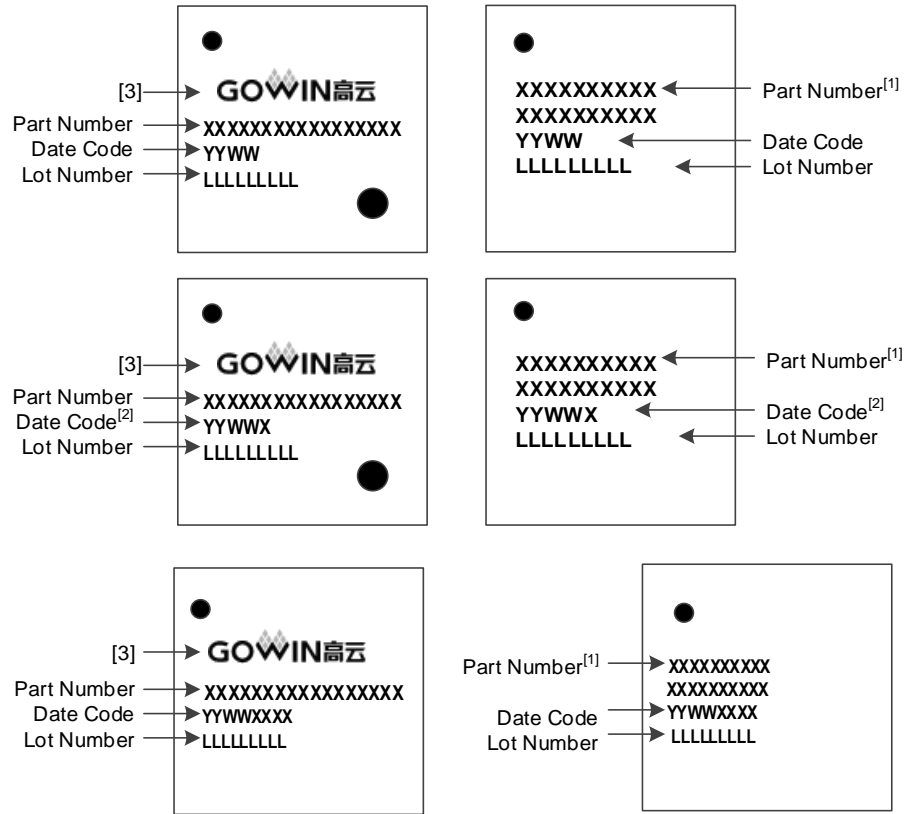 [3] GOWIN高云
Part Number XXXXXXXXXXXXXXXXX
Date Code YYWW
Lot Number LLLLLLLLL
XXXXXXXXXX Part Number[1]
XXXXXXXXXX
YYWW Date Code
LLLLLLLLL Lot Number
[3] GOWIN高云
Part Number XXXXXXXXXXXXXXXXX
Date Code[2] YYWWX
Lot Number LLLLLLLLL
XXXXXXXXXX Part Number[1]
XXXXXXXXXX
YYWWX Date Code[2]
LLLLLLLLL Lot Number
[3] GOWIN高云
Part Number XXXXXXXXXXXXXXXXX
Date Code YYWWXXXX
Lot Number LLLLLLLLL
Part Number[1] XXXXXXXXXX
XXXXXXXXXX
Date Code YYWWXXXX
Lot Number LLLLLLLLL